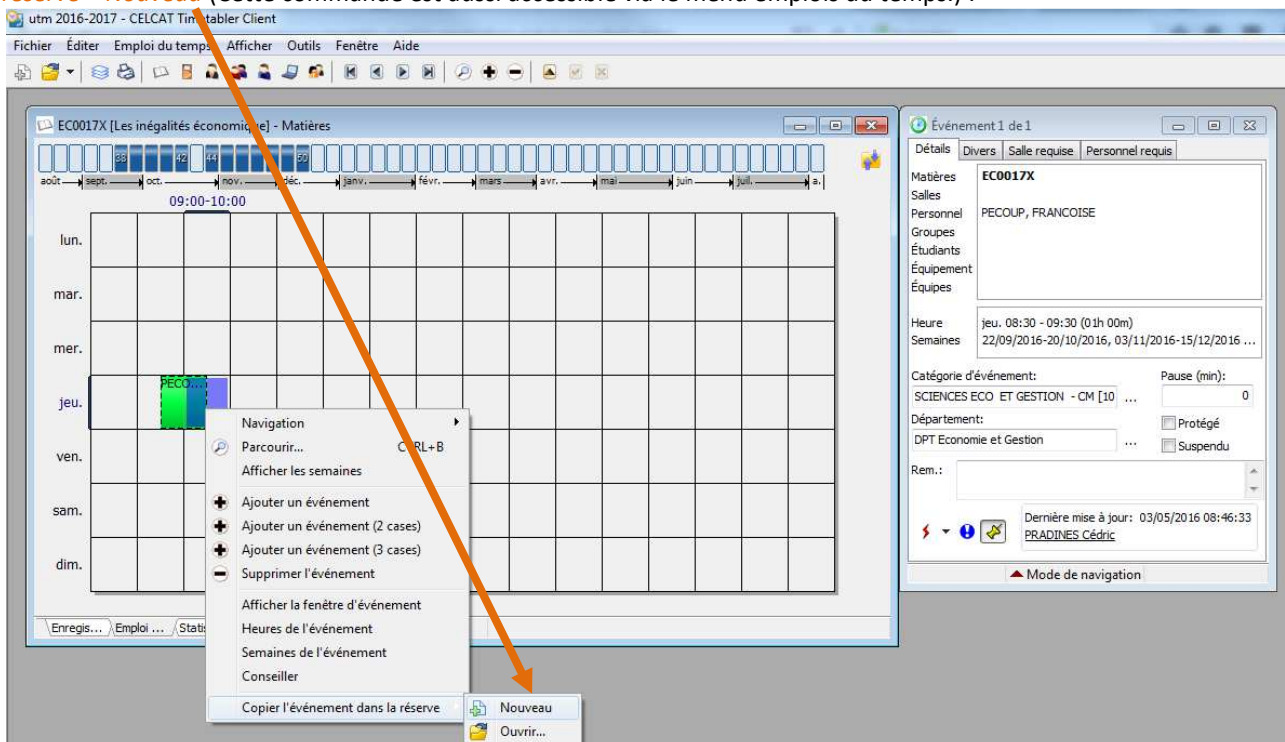 réserve – Nouveau (cette commande est aussi accessible via le menu emplois du temps.) :
utm 2016-2017 - CELCAT Timetabler Client
Fichier Éditer Emploi du temps Afficher Outils Fenêtre Aide
EC0017X [Les inégalités économique] - Matières
38 42 44 50
août sept. oct. nov. déc. janv. févr. mars avr. mai juin juil. a.
09:00-10:00
lun.
mar.
mer.
jeu.
PECO...
ven.
sam.
dim.
Enregis... Emploi ... Statis
Navigation
Parcourir... CTRL+B
Afficher les semaines
Ajouter un événement
Ajouter un événement (2 cases)
Ajouter un événement (3 cases)
Supprimer l'événement
Afficher la fenêtre d'événement
Heures de l'événement
Semaines de l'événement
Conseiller
Copier l'événement dans la réserve
Nouveau
Ouvrir...
Événement 1 de 1
Détails Divers Salle requise Personnel requis
Matières EC0017X
Salles
Personnel PECOUP, FRANCOISE
Groupes
Étudiants
Équipement
Équipes
Heure jeu. 08:30 - 09:30 (01h 00m)
Semaines 22/09/2016-20/10/2016, 03/11/2016-15/12/2016 ...
Catégorie d'événement: Pause (min):
SCIENCES ECO ET GESTION - CM [10 ... 0
Département: Protégé
DPT Economie et Gestion ... Suspendu
Rem.:
Dernière mise à jour: 03/05/2016 08:46:33
PRADINES Cédric
Mode de navigation